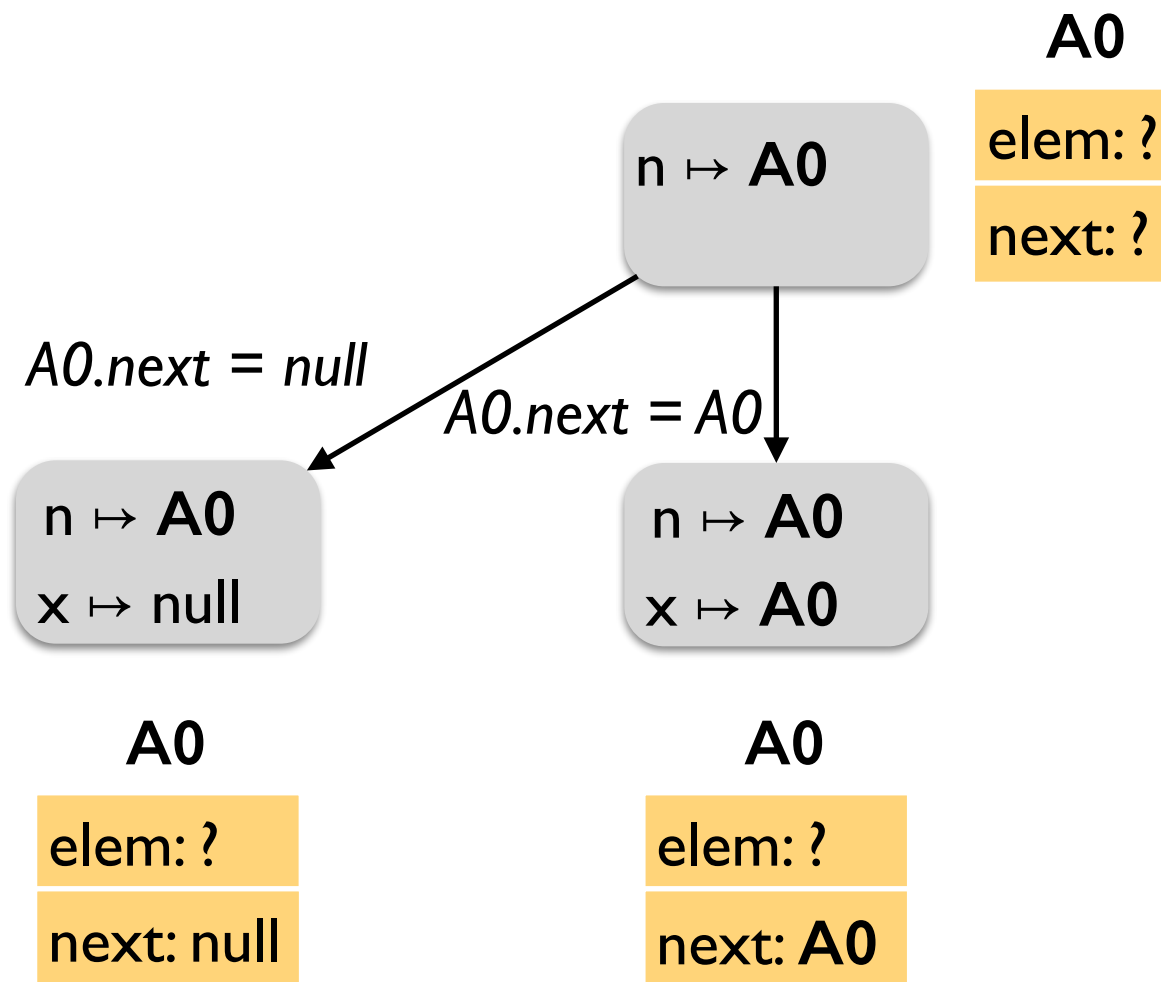 A0
n ↦ A0
elem: ?
next: ?
A0.next = null
A0.next = A0
n ↦ A0
x ↦ null
n ↦ A0
x ↦ A0
A0
elem: ?
next: null
A0
elem: ?
next: A0